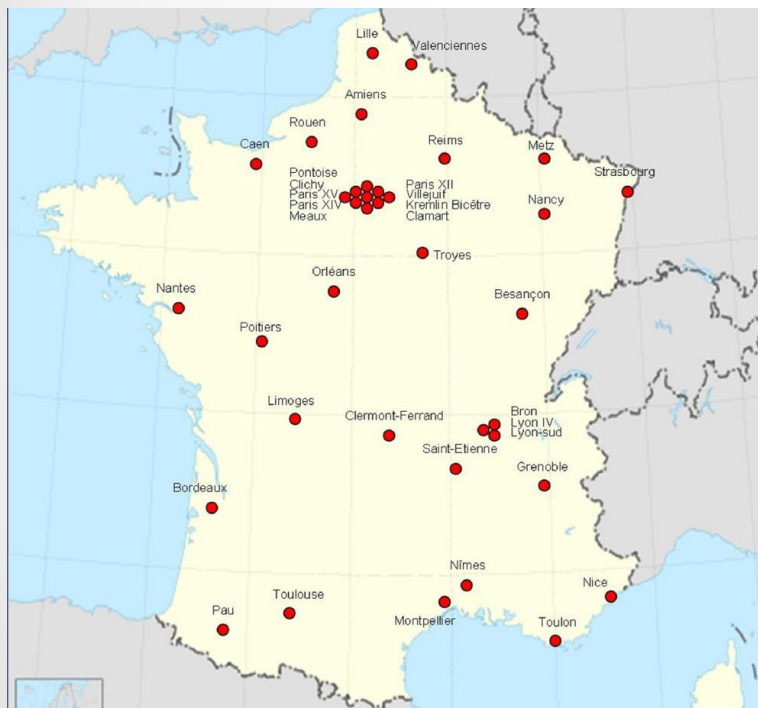 Lille
Valenciennes
Amiens
Rouen
Caen
Reims
Metz
Strasbourg
Pontoise
Clichy
Paris XV
Paris XIV
Meaux
Paris XII
Villejuif
Kremlin Bicêtre
Clamart
Nancy
Troyes
Orléans
Nantes
Besançon
Poitiers
Limoges
Clermont-Ferrand
Bron
Lyon IV
Lyon-sud
Saint-Etienne
Grenoble
Bordeaux
Nîmes
Nice
Toulouse
Pau
Montpellier
Toulon